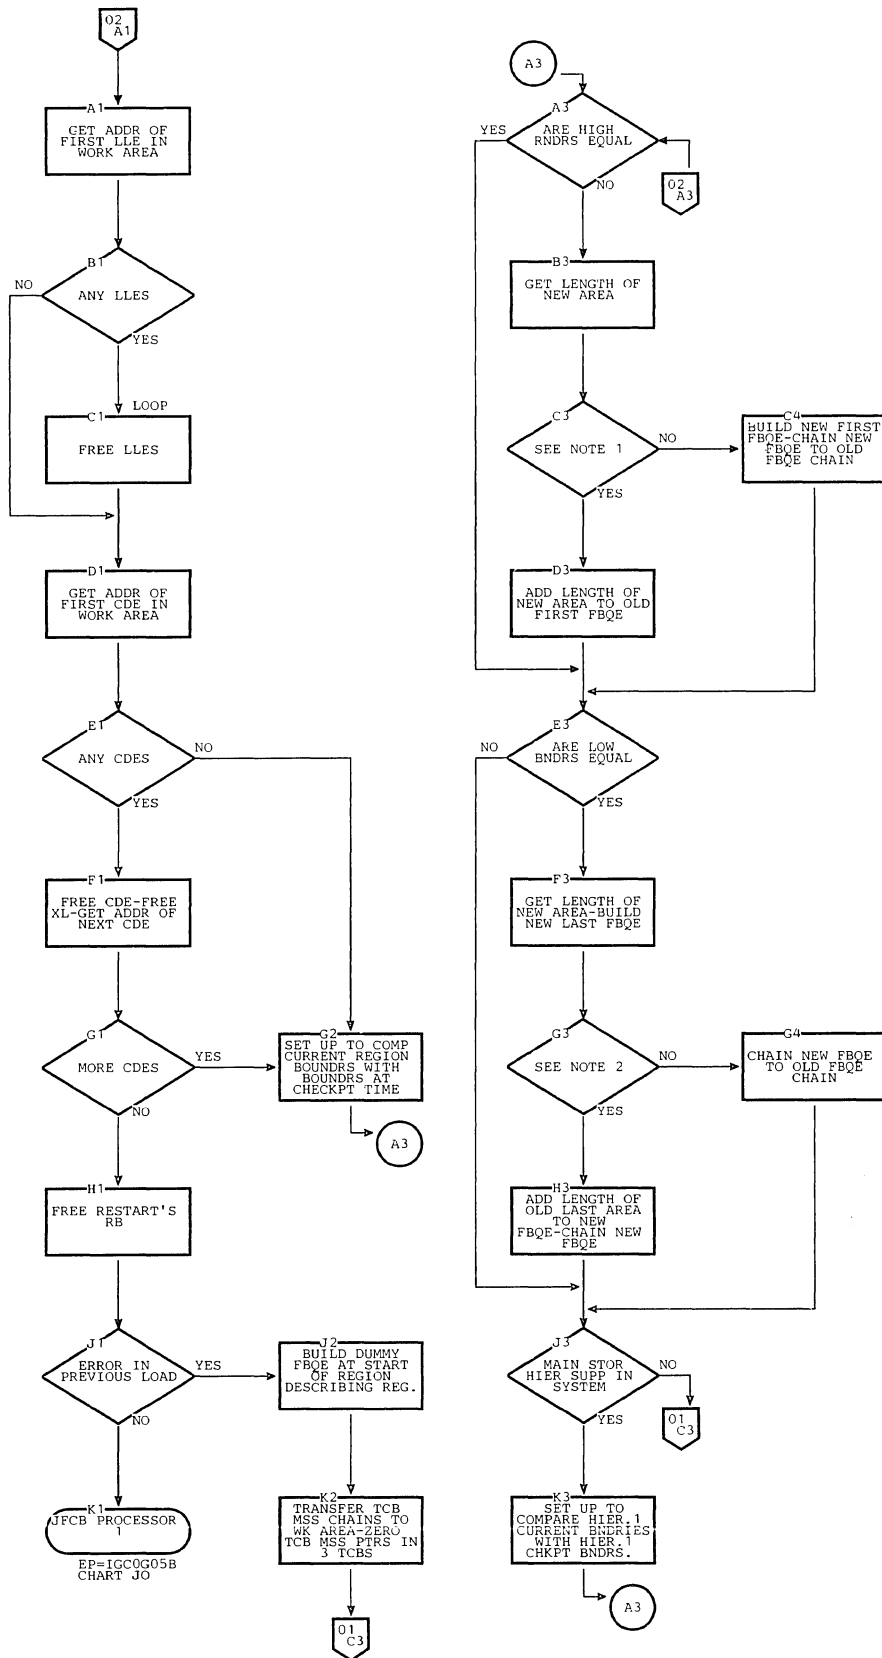 02
A1
A1
GET ADDR OF
FIRST LLE IN
WORK AREA
B1
NO
ANY LLES
YES
LOOP
C1
FREE LLES
D1
GET ADDR OF
FIRST CDE IN
WORK AREA
E1
NO
ANY CDES
YES
F1
FREE CDE-FREE
XL-GET ADDR OF
NEXT CDE
G1
YES
MORE CDES
NO
G2
SET UP TO COMP
CURRENT REGION
BOUNDRS WITH
BOUNDRS AT
CHECKPT TIME
A3
H1
FREE RESTART'S
RB
J1
YES
ERROR IN
PREVIOUS LOAD
NO
J2
BUILD DUMMY
FBQE AT START
OF REGION
DESCRIBING REG.
K1
JFCB PROCESSOR
1
EP=IGC0G05B
CHART JO
K2
TRANSFER TCB
MSS CHAINS TO
WK AREA-ZERO
TCB MSS PTRS IN
3 TCBS
01
C3
A3
A3
YES
ARE HIGH
RNDRS EQUAL
NO
02
A3
B3
GET LENGTH OF
NEW AREA
C3
NO
SEE NOTE 1
YES
C4
BUILD NEW FIRST
FBQE-CHAIN NEW
FBQE TO OLD
FBQE CHAIN
D3
ADD LENGTH OF
NEW AREA TO OLD
FIRST FBQE
E3
NO
ARE LOW
BNDRS EQUAL
YES
F3
GET LENGTH OF
NEW AREA-BUILD
NEW LAST FBQE
G3
NO
SEE NOTE 2
YES
G4
CHAIN NEW FBQE
TO OLD FBQE
CHAIN
H3
ADD LENGTH OF
OLD LAST AREA
TO NEW
FBQE-CHAIN NEW
FBQE
J3
NO
MAIN STOR
HIER SUPP IN
SYSTEM
YES
01
C3
K3
SET UP TO
COMPARE HIER.1
CURRENT BNDRIES
WITH HIER.1
CHKPT BNDRS.
A3